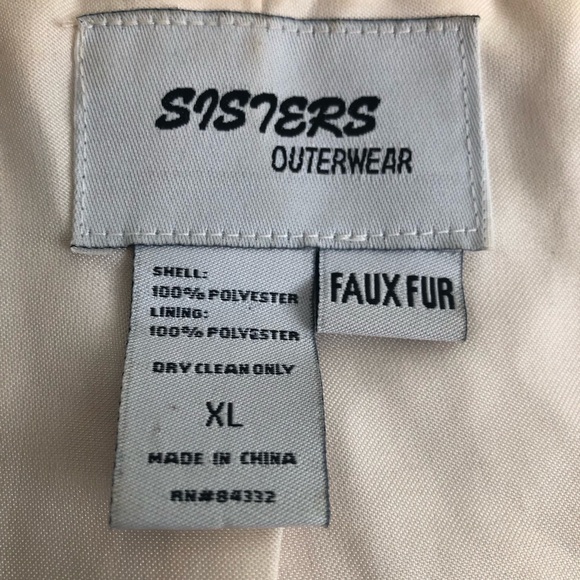 SISTERS
OUTERWEAR
SHELL:
100% POLYESTER
LINING:
100% POLYESTER
DRY CLEAN ONLY
XL
MADE IN CHINA
RN#84332
FAUX FUR